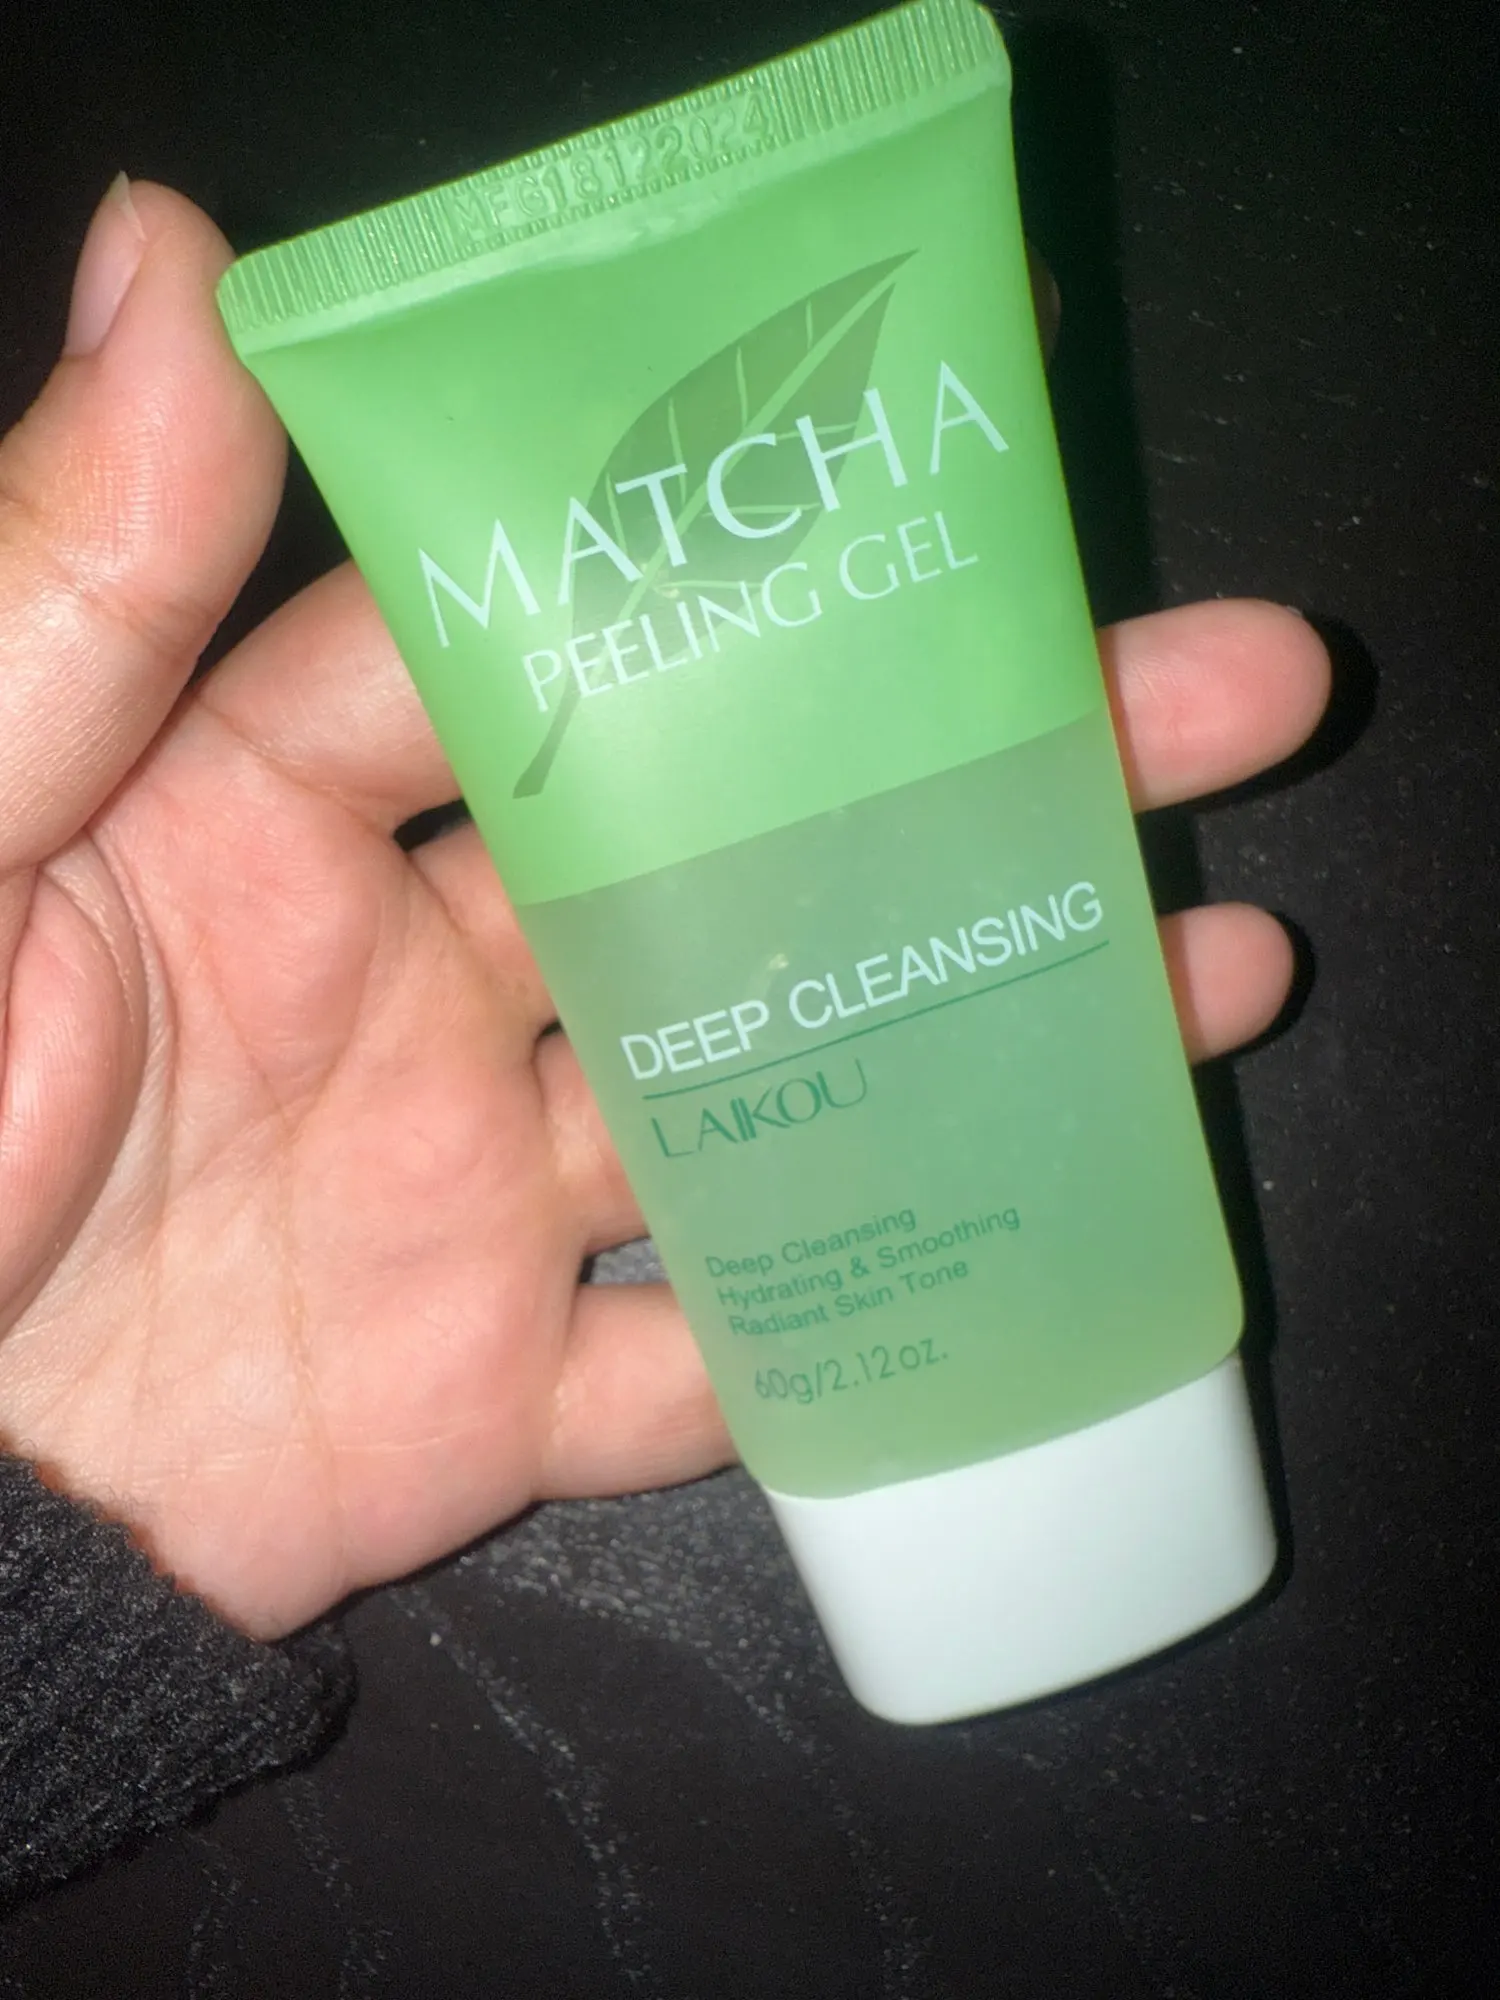 MFG18122024
MATCHA
PEELING GEL
DEEP CLEANSING
LAIKOU
Deep Cleansing
Hydrating & Smoothing
Radiant Skin Tone
60g/2.12oz.